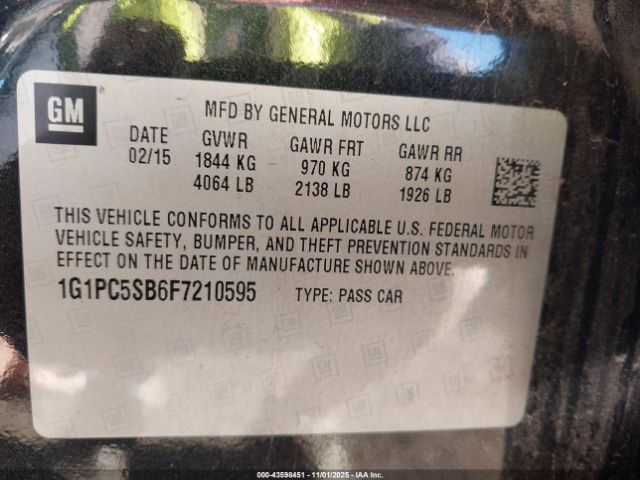 GM
MFD BY GENERAL MOTORS LLC
DATE GVWR GAWR FRT GAWR RR
02/15 1844 KG 970 KG 874 KG
4064 LB 2138 LB 1926 LB
THIS VEHICLE CONFORMS TO ALL APPLICABLE U.S. FEDERAL MOTOR
VEHICLE SAFETY, BUMPER, AND THEFT PREVENTION STANDARDS IN
EFFECT ON THE DATE OF MANUFACTURE SHOWN ABOVE.
1G1PC5SB6F7210595 TYPE: PASS CAR
000-43598451 - 11/01/2025 - IAA Inc.